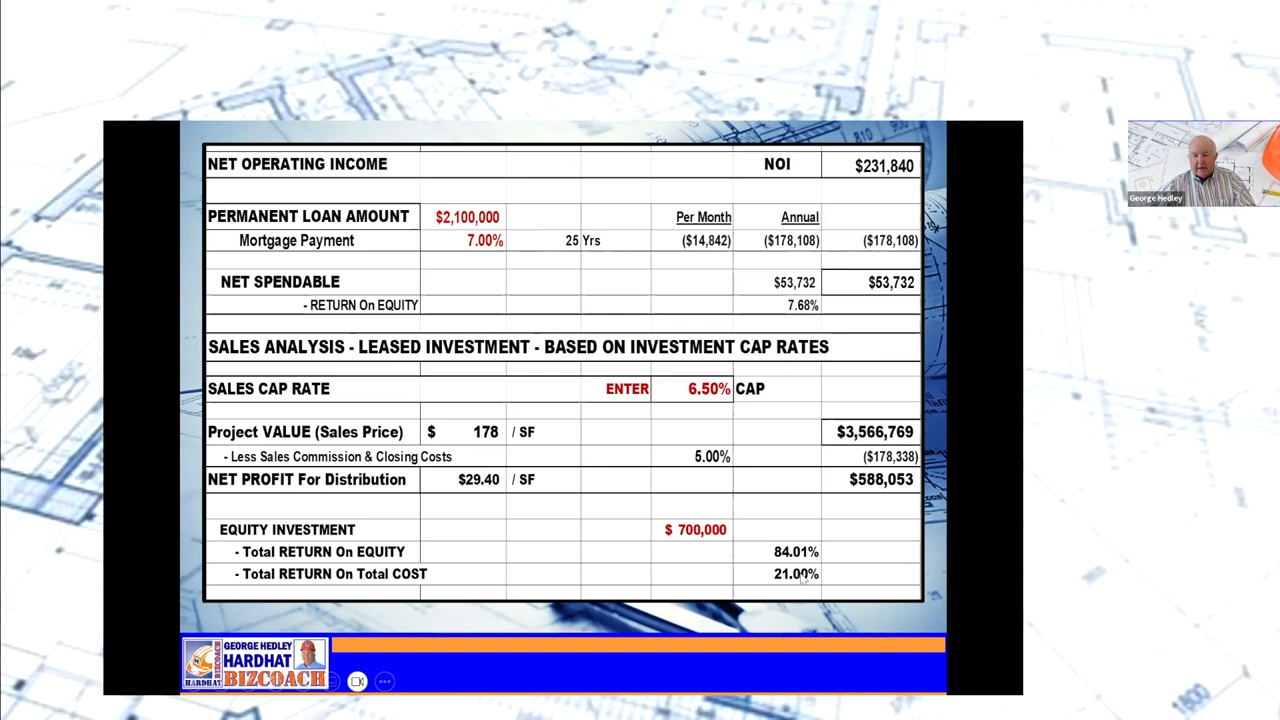 NET OPERATING INCOME NOI $231,840
PERMANENT LOAN AMOUNT $2,100,000 Per Month Annual
Mortgage Payment 7.00% 25 Yrs ($14,842) ($178,108) ($178,108)
NET SPENDABLE $53,732 $53,732
- RETURN On EQUITY 7.68%
SALES ANALYSIS - LEASED INVESTMENT - BASED ON INVESTMENT CAP RATES
SALES CAP RATE ENTER 6.50% CAP
Project VALUE (Sales Price) $ 178 / SF $3,566,769
- Less Sales Commission & Closing Costs 5.00% ($178,338)
NET PROFIT For Distribution $29.40 / SF $588,053
EQUITY INVESTMENT $ 700,000
- Total RETURN On EQUITY 84.01%
- Total RETURN On Total COST 21.00%
George Hedley
GEORGE HEDLEY
HARDHAT
BIZCOACH
HARDHAT
BIZCOACH
810
1800